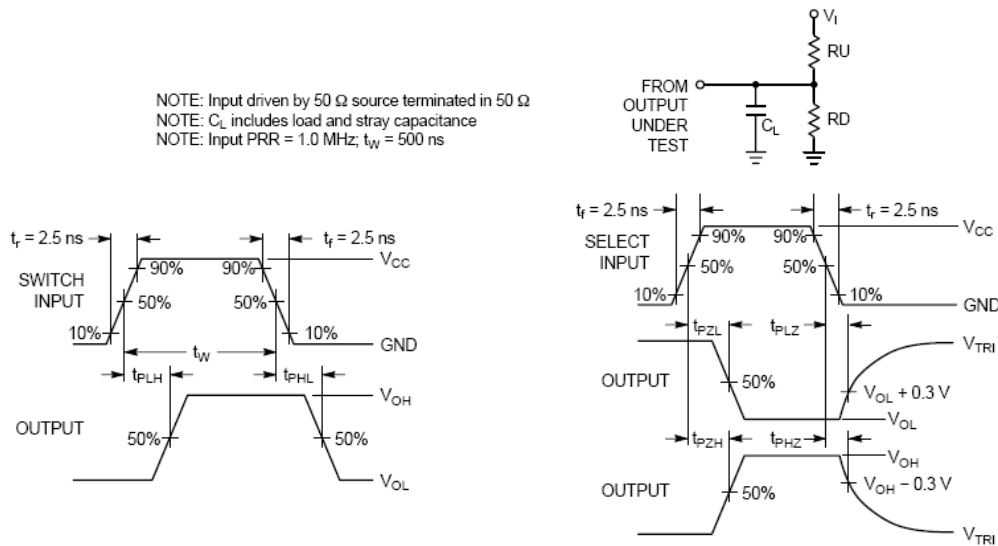 V_I
RU
FROM
OUTPUT
UNDER
TEST
C_L
RD
NOTE: Input driven by 50 Ω source terminated in 50 Ω
NOTE: C_L includes load and stray capacitance
NOTE: Input PRR = 1.0 MHz; t_W = 500 ns
t_r = 2.5 ns
t_f = 2.5 ns
V_CC
90%
90%
SWITCH
INPUT
50%
50%
10%
10%
GND
t_W
t_PLH
t_PHL
V_OH
OUTPUT
50%
50%
V_OL
t_f = 2.5 ns
t_r = 2.5 ns
V_CC
90%
90%
SELECT
INPUT
50%
50%
10%
10%
GND
t_PZL
t_PLZ
V_TRI
OUTPUT
50%
V_OL + 0.3 V
V_OL
t_PZH
t_PHZ
V_OH
V_OH – 0.3 V
OUTPUT
50%
V_TRI